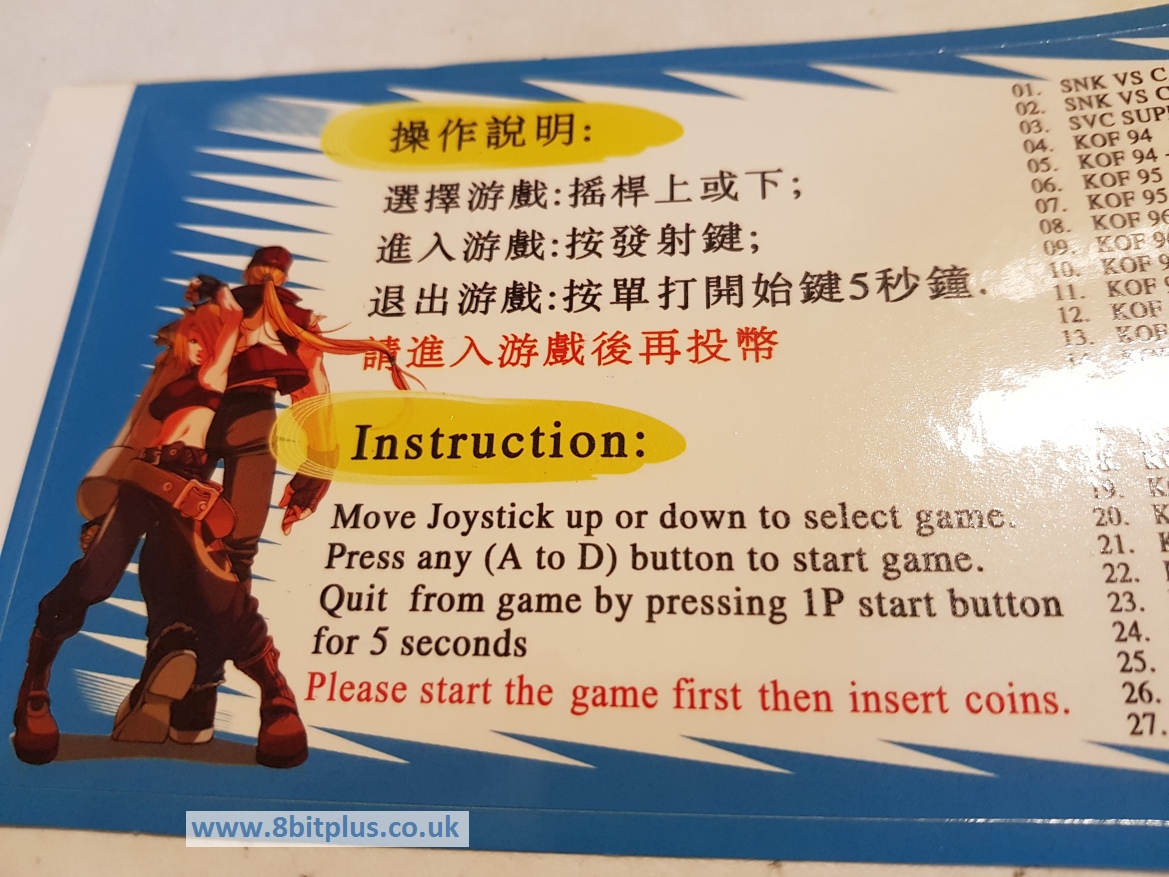 操作說明:
選擇游戲:摇桿上或下;
進入游戲:按發射鍵;
退出游戲:按單打開始鍵5秒鐘.
請進入游戲後再投幣
Instruction:
Move Joystick up or down to select game.
Press any (A to D) button to start game.
Quit from game by pressing 1P start button
for 5 seconds
Please start the game first then insert coins.
01. SNK VS
02. SNK VS
03. SVC
04. KOF 94
05. KOF 94
06. KOF 95
07. KOF 95
08. KOF
09. KOF
10. KOF
11. KOF
12. KOF
13. KOF
19.
20.
21.
22.
23.
24.
25.
26.
27.
www.8bitplus.co.uk